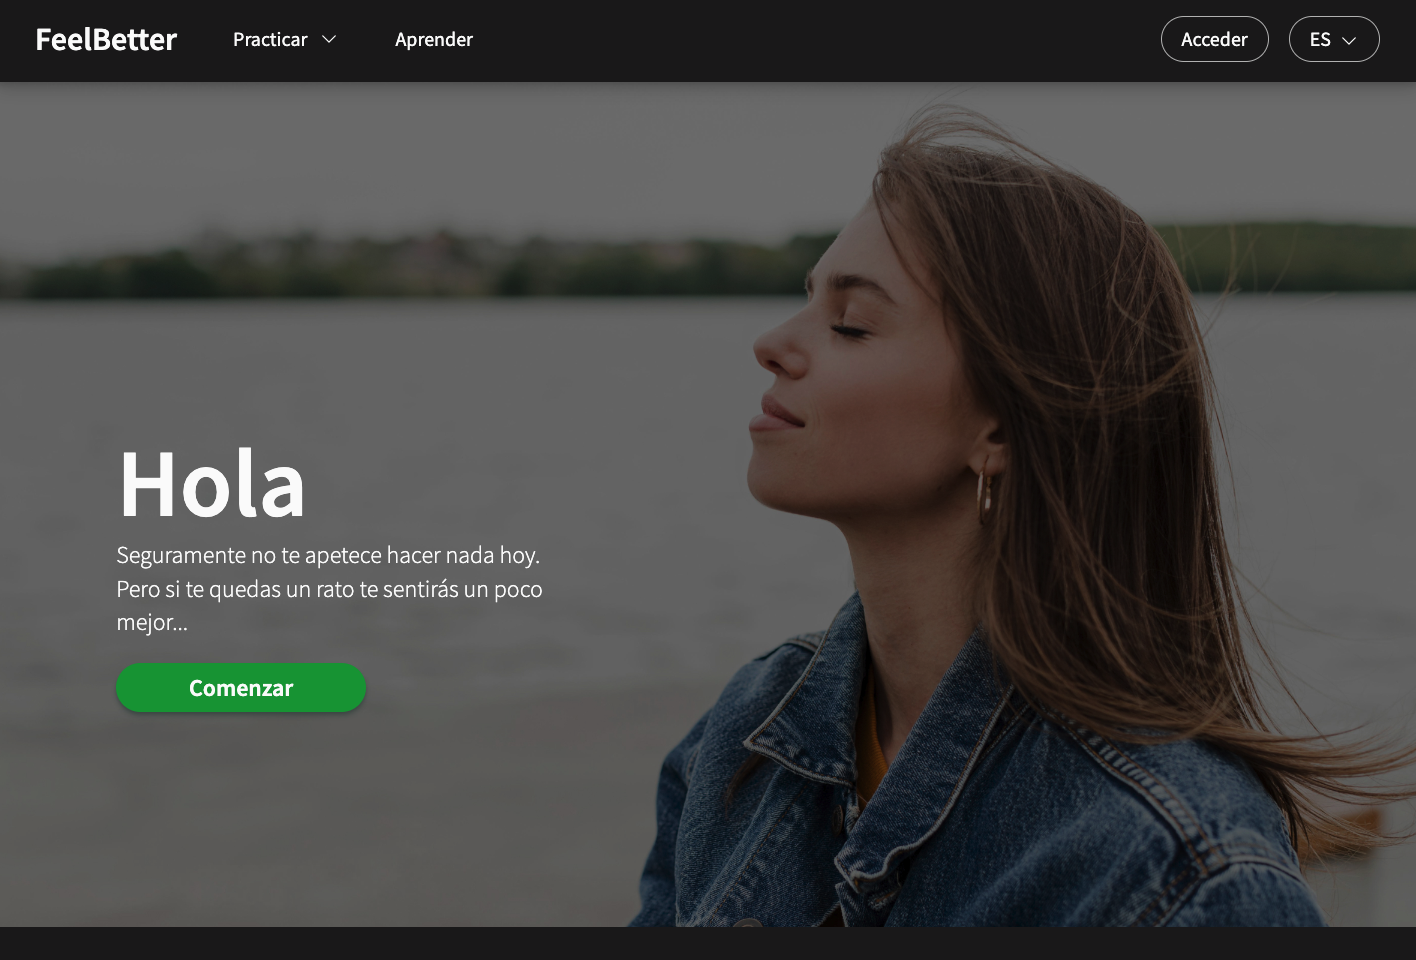 FeelBetter
Practicar
Aprender
Acceder
ES
Hola
Seguramente no te apetece hacer nada hoy.
Pero si te quedas un rato te sentirás un poco
mejor...
Comenzar